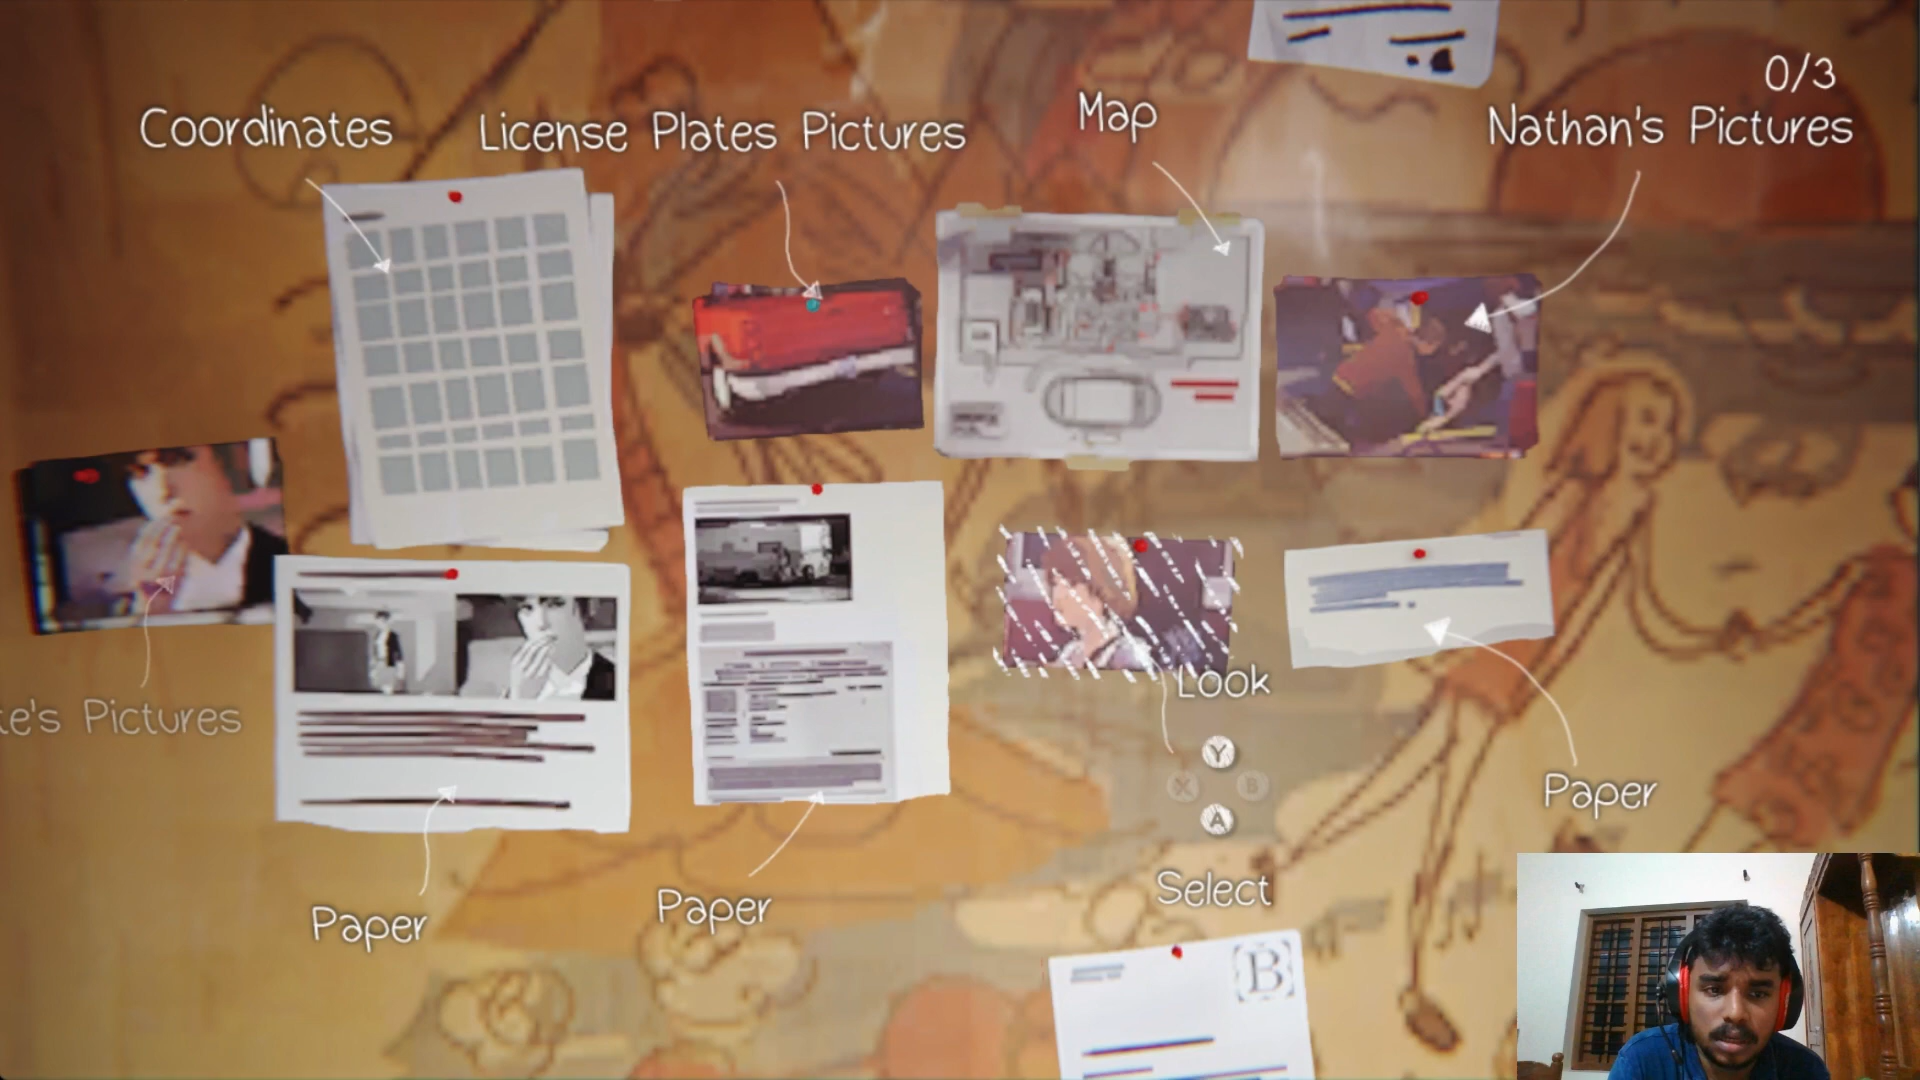 0/3
Coordinates
License Plates Pictures
Map
Nathan's Pictures
te's Pictures
Look
Y
X
B
A
Select
Paper
Paper
Paper
B